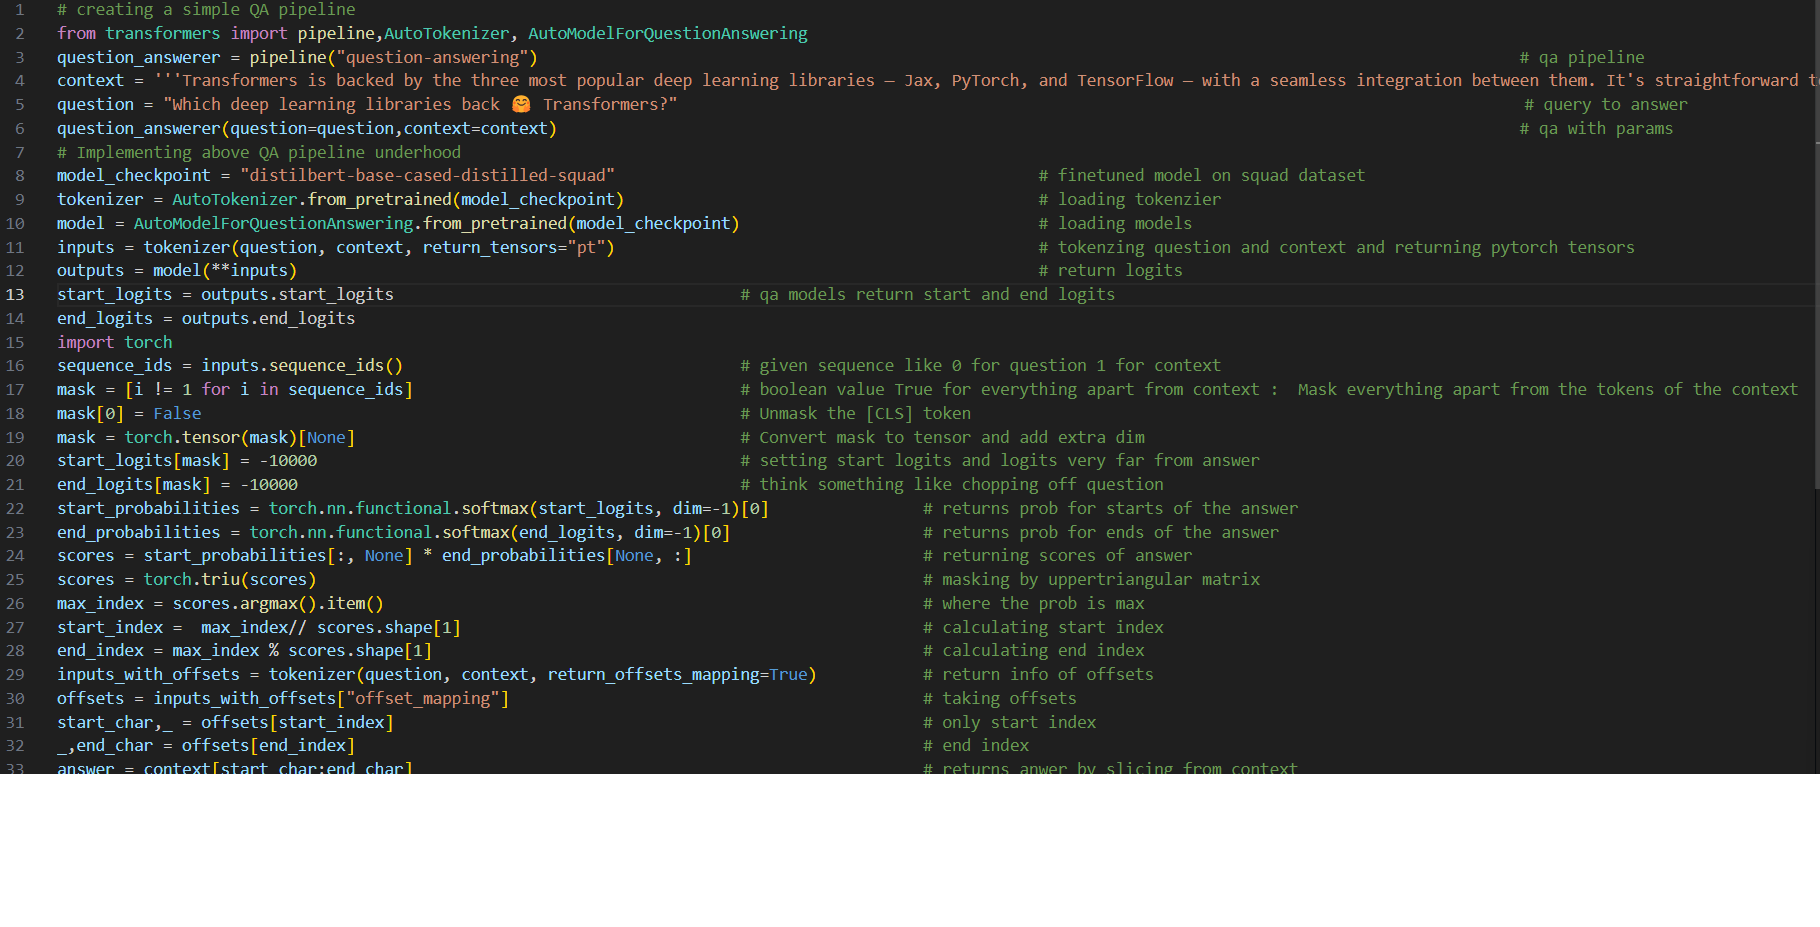 1 # creating a simple QA pipeline
2 from transformers import pipeline,AutoTokenizer, AutoModelForQuestionAnswering
3 question_answerer = pipeline("question-answering") # qa pipeline
4 context = '''Transformers is backed by the three most popular deep learning libraries — Jax, PyTorch, and TensorFlow — with a seamless integration between them. It's straightforward t
5 question = "Which deep learning libraries back 🤗 Transformers?" # query to answer
6 question_answerer(question=question,context=context) # qa with params
7 # Implementing above QA pipeline underhood
8 model_checkpoint = "distilbert-base-cased-distilled-squad" # finetuned model on squad dataset
9 tokenizer = AutoTokenizer.from_pretrained(model_checkpoint) # loading tokenzier
10 model = AutoModelForQuestionAnswering.from_pretrained(model_checkpoint) # loading models
11 inputs = tokenizer(question, context, return_tensors="pt") # tokenzing question and context and returning pytorch tensors
12 outputs = model(**inputs) # return logits
13 start_logits = outputs.start_logits # qa models return start and end logits
14 end_logits = outputs.end_logits
15 import torch
16 sequence_ids = inputs.sequence_ids() # given sequence like 0 for question 1 for context
17 mask = [i != 1 for i in sequence_ids] # boolean value True for everything apart from context :  Mask everything apart from the tokens of the context
18 mask[0] = False # Unmask the [CLS] token
19 mask = torch.tensor(mask)[None] # Convert mask to tensor and add extra dim
20 start_logits[mask] = -10000 # setting start logits and logits very far from answer
21 end_logits[mask] = -10000 # think something like chopping off question
22 start_probabilities = torch.nn.functional.softmax(start_logits, dim=-1)[0] # returns prob for starts of the answer
23 end_probabilities = torch.nn.functional.softmax(end_logits, dim=-1)[0] # returns prob for ends of the answer
24 scores = start_probabilities[:, None] * end_probabilities[None, :] # returning scores of answer
25 scores = torch.triu(scores) # masking by uppertriangular matrix
26 max_index = scores.argmax().item() # where the prob is max
27 start_index =  max_index// scores.shape[1] # calculating start index
28 end_index = max_index % scores.shape[1] # calculating end index
29 inputs_with_offsets = tokenizer(question, context, return_offsets_mapping=True) # return info of offsets
30 offsets = inputs_with_offsets["offset_mapping"] # taking offsets
31 start_char,_ = offsets[start_index] # only start index
32 _,end_char = offsets[end_index] # end index
33 answer = context[start_char:end_char] # returns anwer by slicing from context